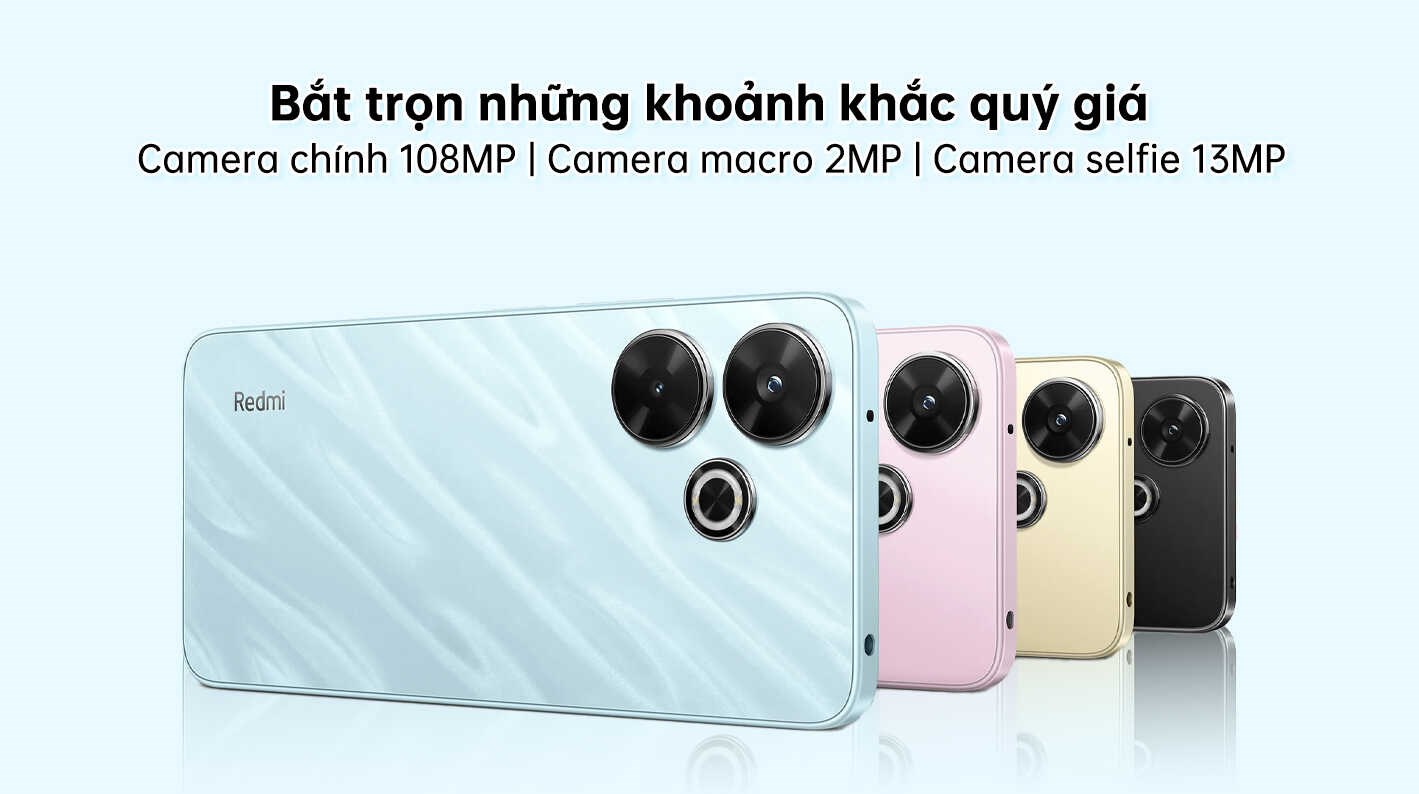 Bắt trọn những khoảnh khắc quý giá
Camera chính 108MP | Camera macro 2MP | Camera selfie 13MP
Redmi